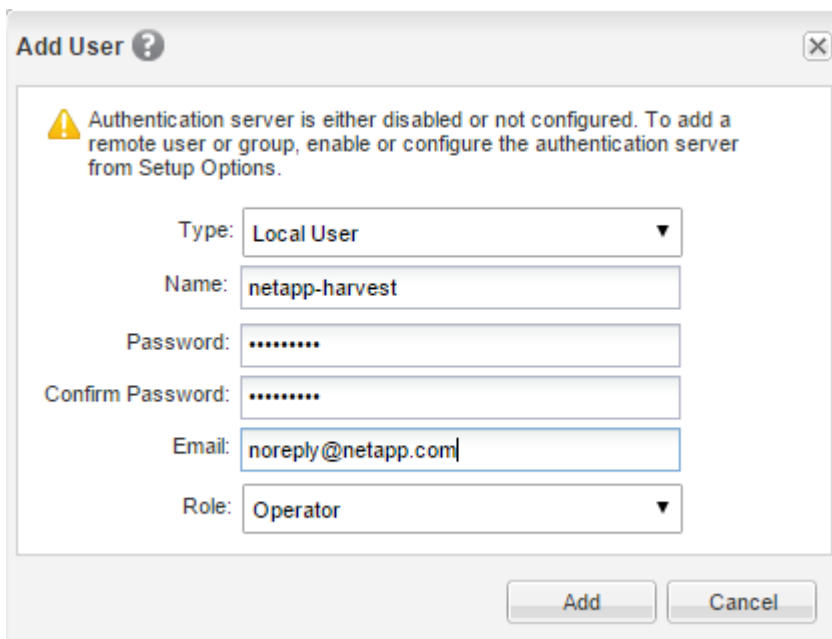 Add User ?
Authentication server is either disabled or not configured. To add a
remote user or group, enable or configure the authentication server
from Setup Options.
Type: Local User
Name: netapp-harvest
Password: •••••••••
Confirm Password: •••••••••
Email: noreply@netapp.com
Role: Operator
Add Cancel